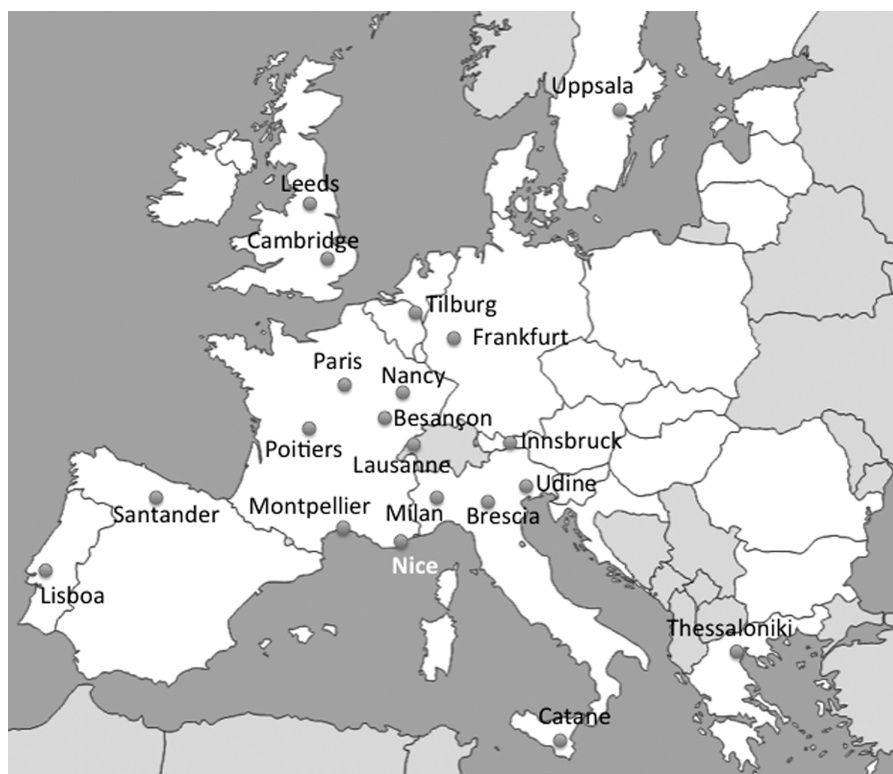 Uppsala
Leeds
Cambridge
Tilburg
Frankfurt
Paris
Nancy
Besançon
Poitiers
Innsbruck
Lausanne
Udine
Montpellier
Milan
Brescia
Santander
Nice
Lisboa
Thessaloniki
Catane